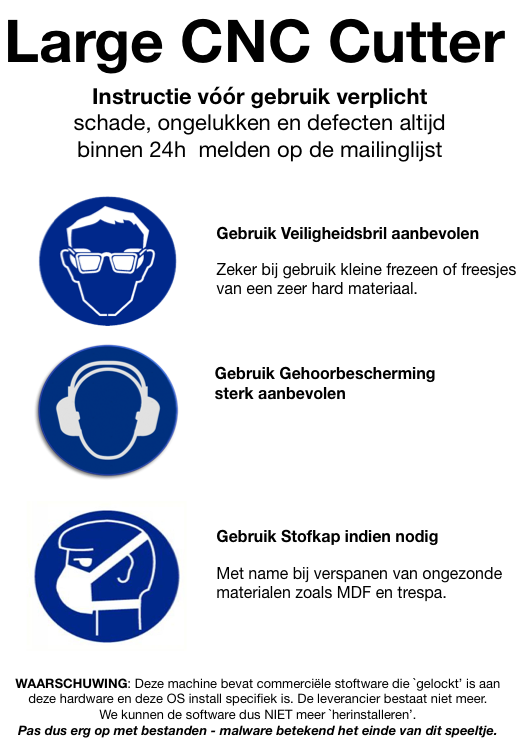 Large CNC Cutter
Instructie vóór gebruik verplicht
schade, ongelukken en defecten altijd
binnen 24h melden op de mailinglijst
Gebruik Veiligheidsbril aanbevolen
Zeker bij gebruik kleine frezeen of freesjes
van een zeer hard materiaal.
Gebruik Gehoorbescherming
sterk aanbevolen
Gebruik Stofkap indien nodig
Met name bij verspanen van ongezonde
materialen zoals MDF en trespa.
WAARSCHUWING: Deze machine bevat commerciële stoftware die `gelockt’ is aan
deze hardware en deze OS install specifiek is. De leverancier bestaat niet meer.
We kunnen de software dus NIET meer `herinstalleren’.
Pas dus erg op met bestanden - malware betekend het einde van dit speeltje.